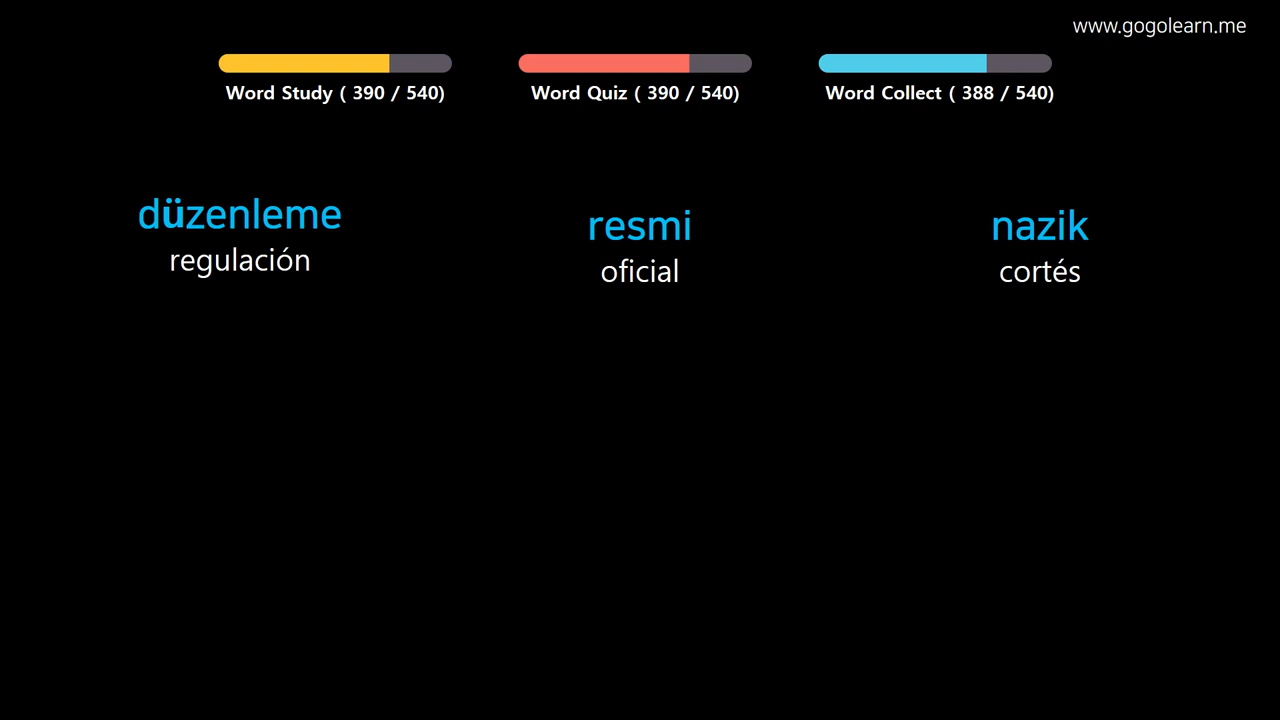 www.gogolearn.me
Word Study ( 390 / 540)
Word Quiz ( 390 / 540)
Word Collect ( 388 / 540)
düzenleme
regulación
resmi
oficial
nazik
cortés